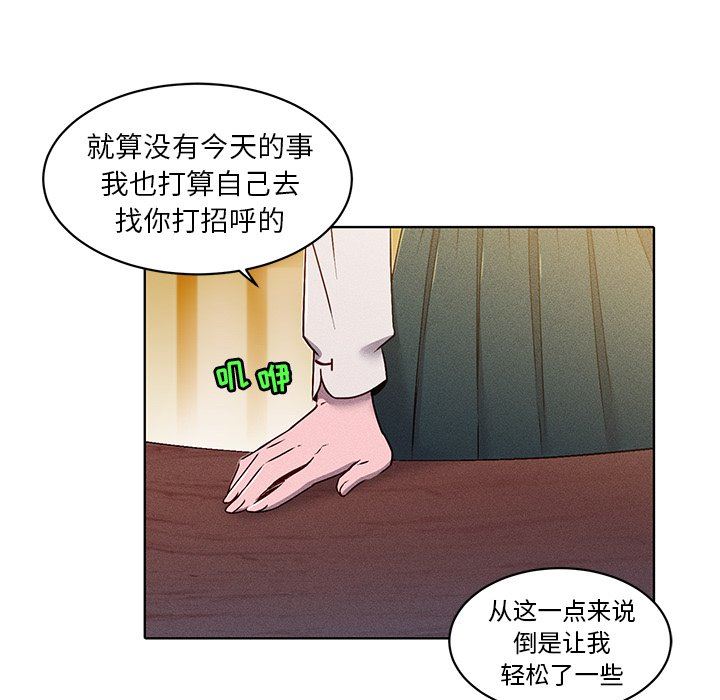 就算没有今天的事
我也打算自己去
找你打招呼的
叽咿
从这一点来说
倒是让我
轻松了一些